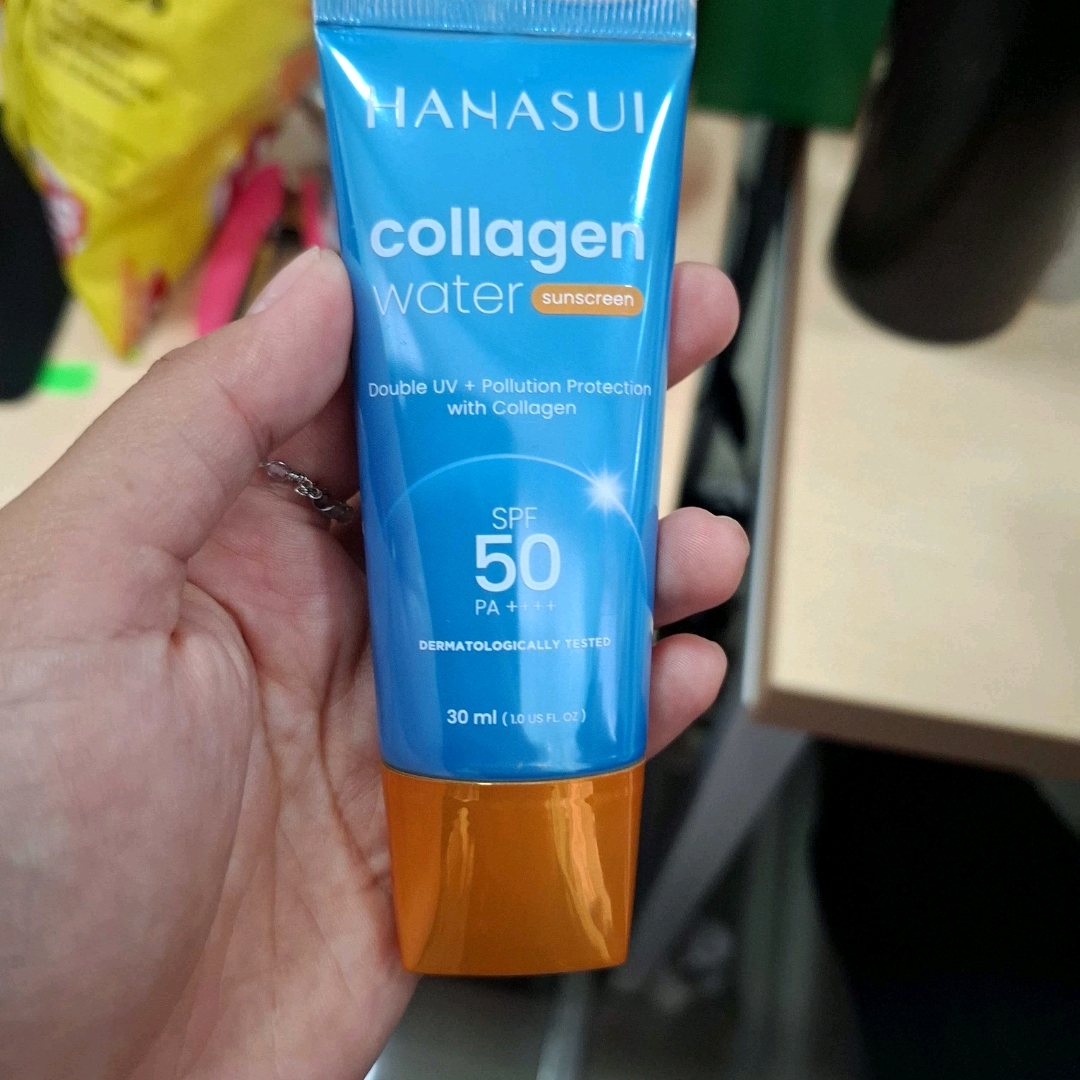 HANASUI
collagen
water sunscreen
Double UV + Pollution Protection
with Collagen
SPF
50
PA ++++
DERMATOLOGICALLY TESTED
30 ml ( 1.0 US FL. OZ )